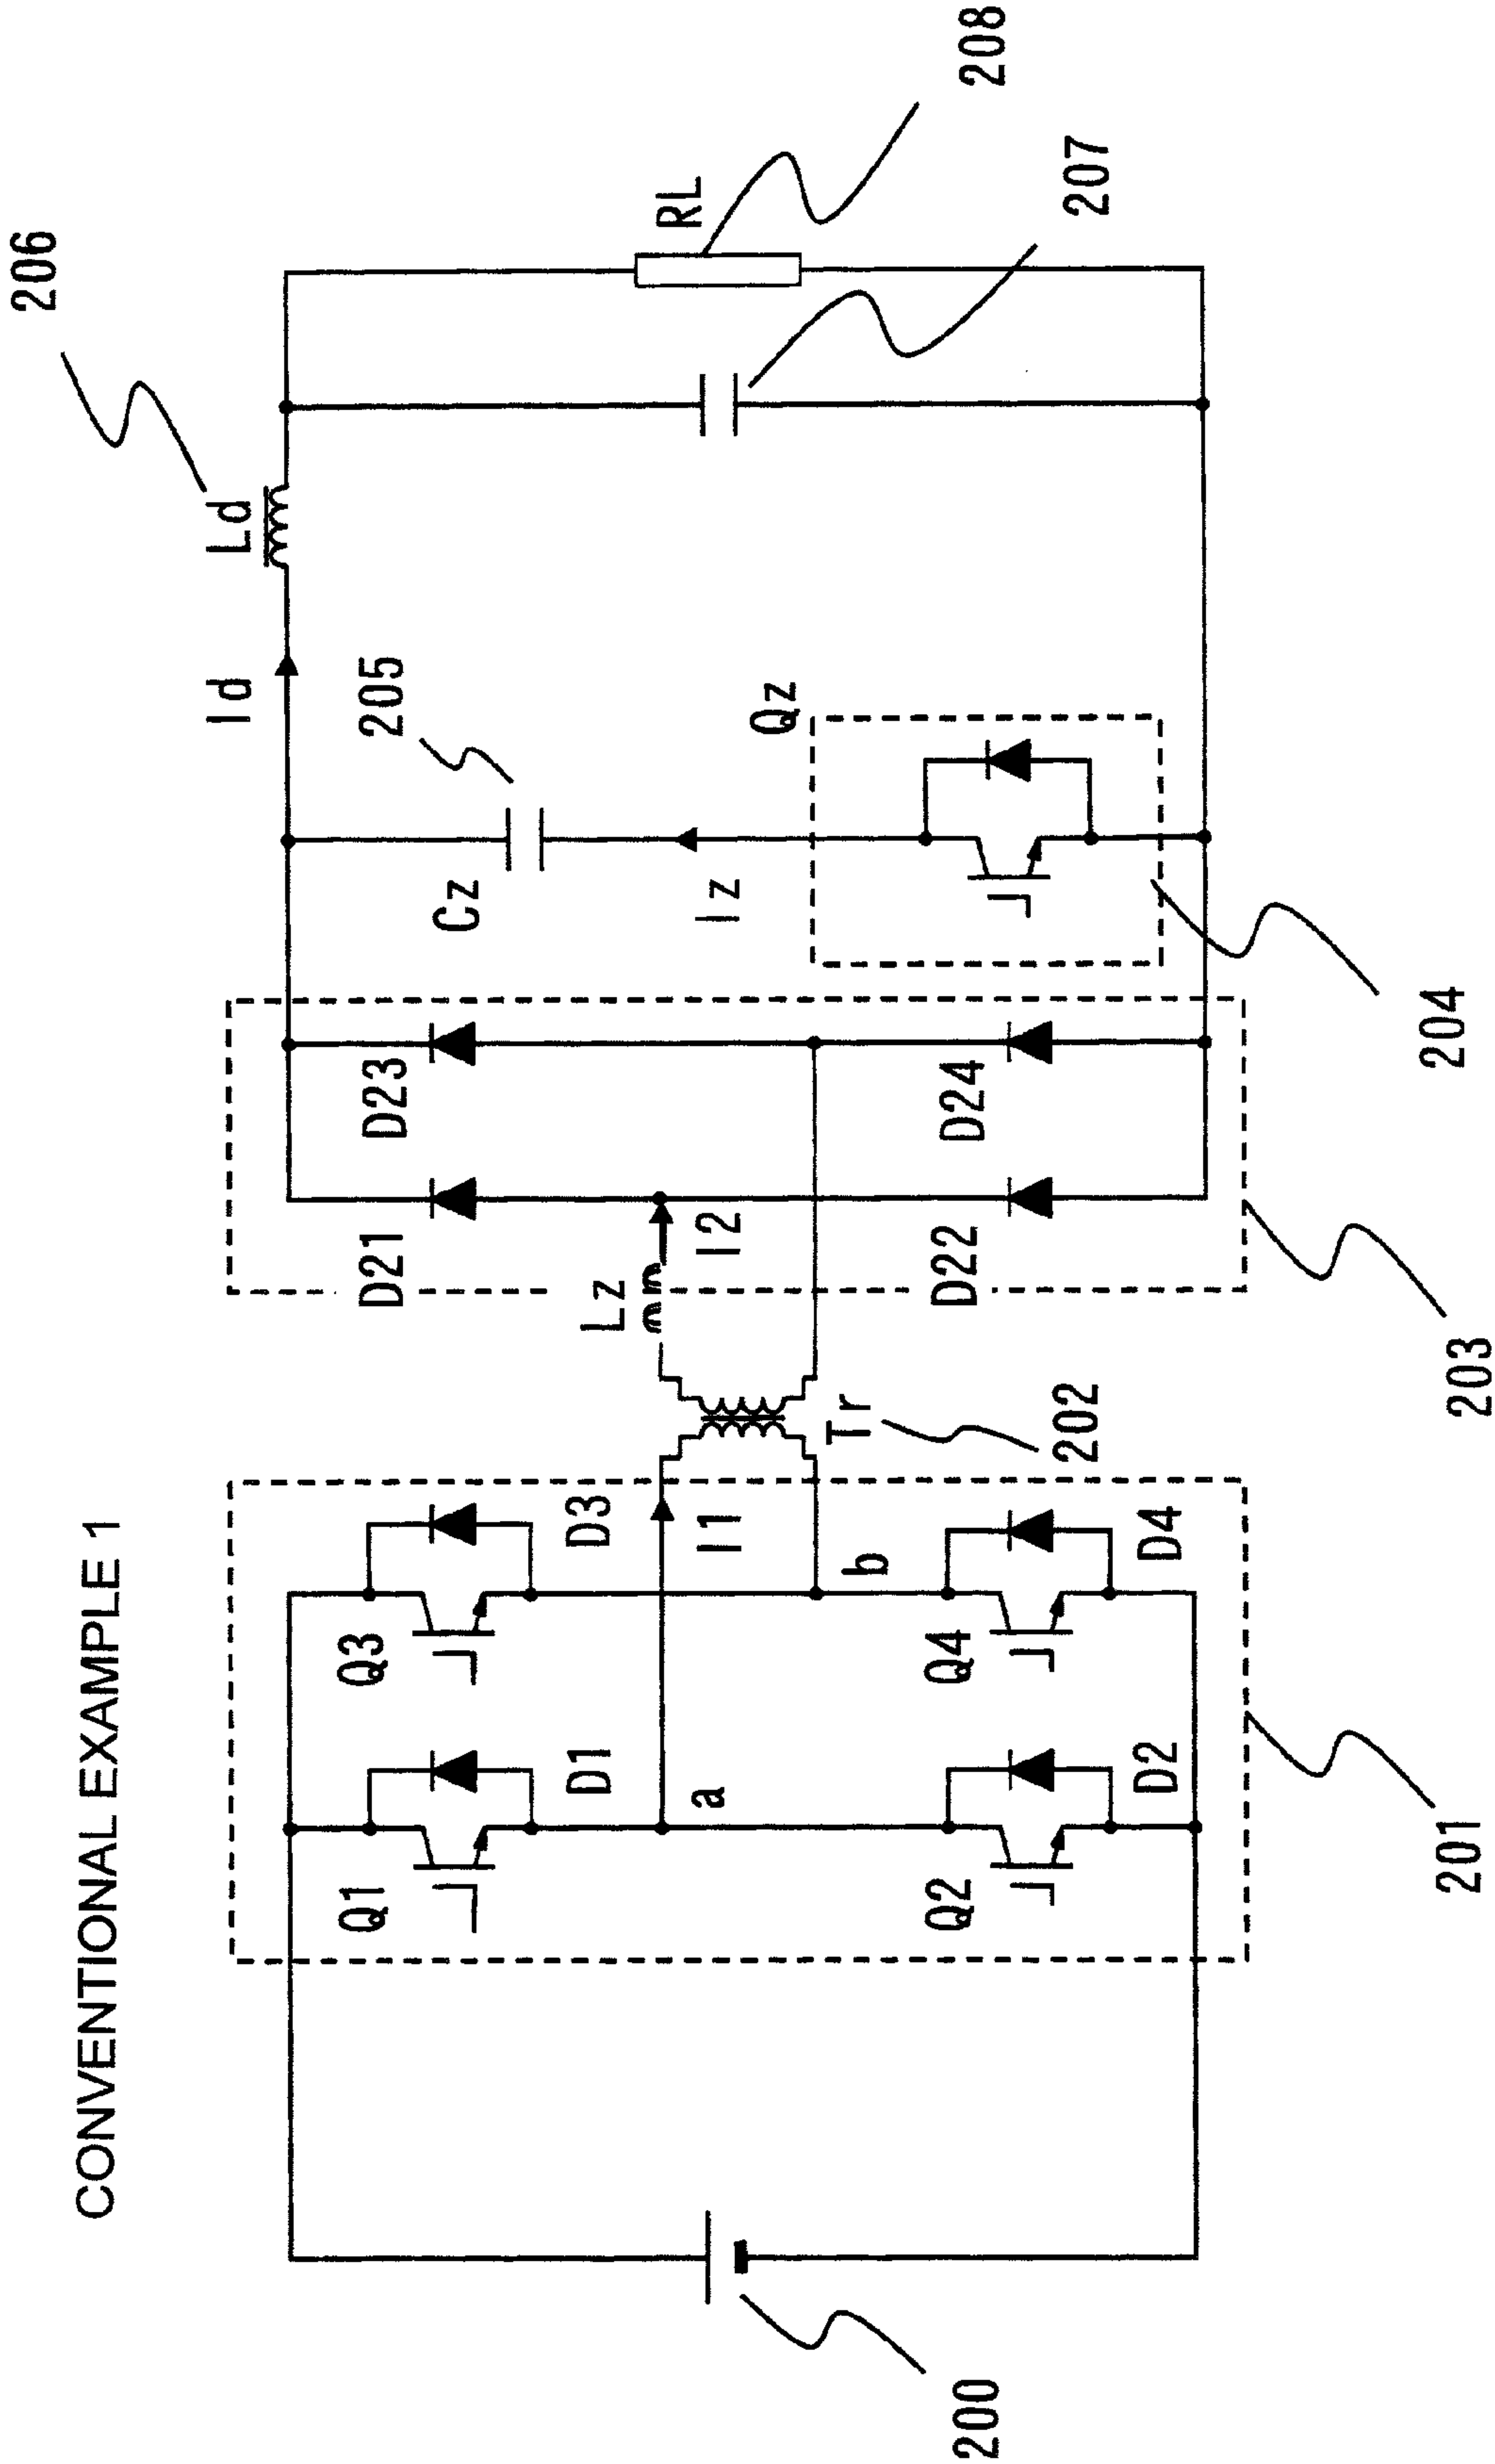 CONVENTIONAL EXAMPLE 1
206
Id
Ld
205
Cz
Iz
Qz
RL
208
207
204
Q1
D1
Q3
D3
a
I1
b
Q2
D2
Q4
D4
Tr
202
Lz
I2
D21
D23
D22
D24
200
201
203